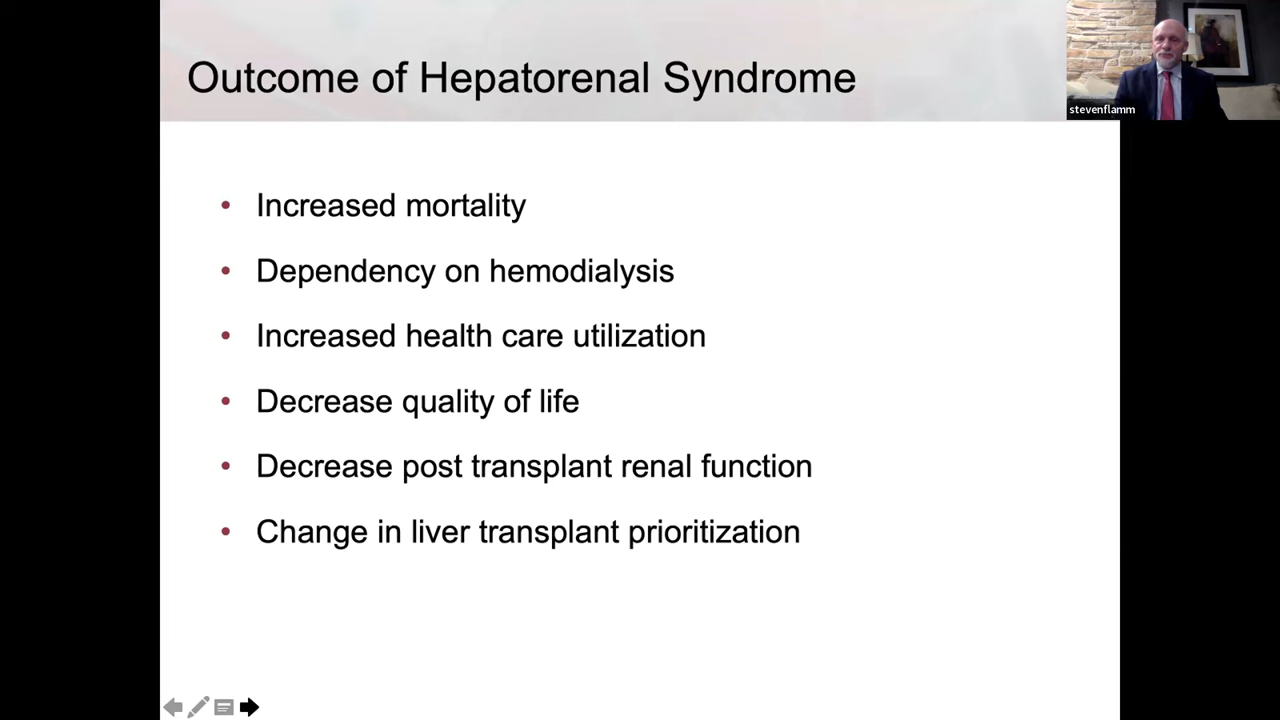 Outcome of Hepatorenal Syndrome
stevenflamm
• Increased mortality
• Dependency on hemodialysis
• Increased health care utilization
• Decrease quality of life
• Decrease post transplant renal function
• Change in liver transplant prioritization